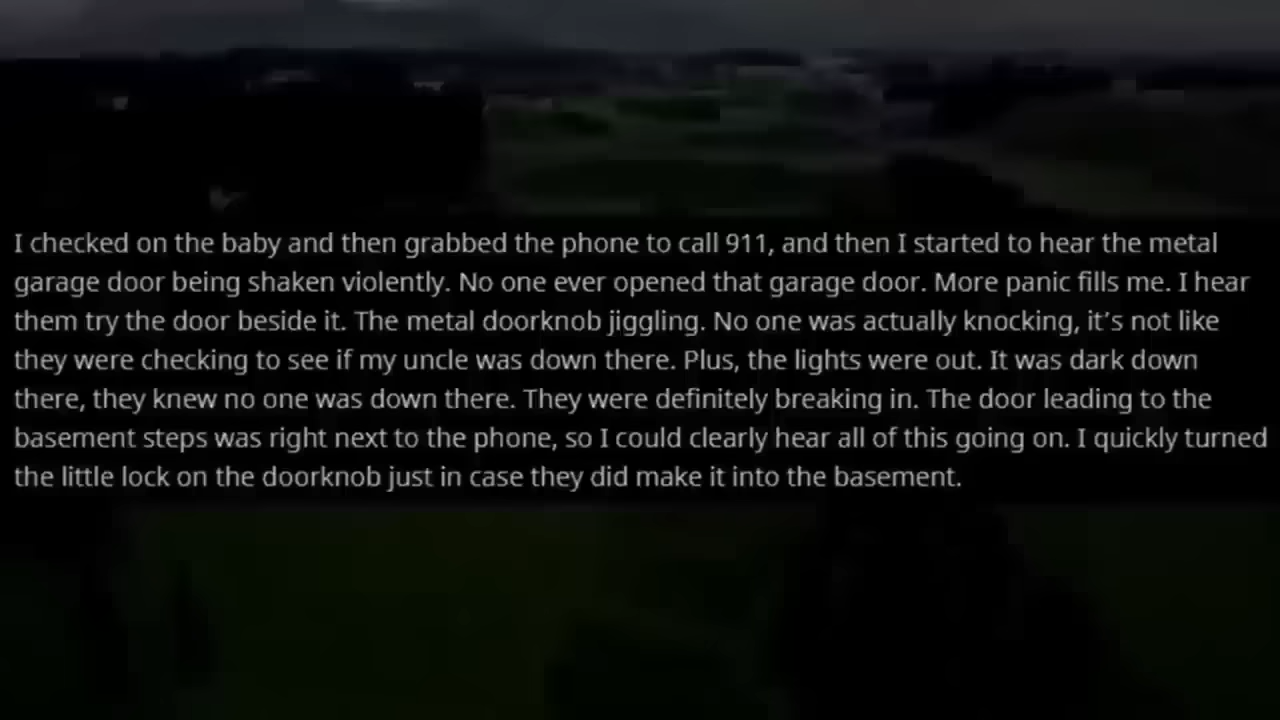 I checked on the baby and then grabbed the phone to call 911, and then I started to hear the metal
garage door being shaken violently. No one ever opened that garage door. More panic fills me. I hear
them try the door beside it. The metal doorknob jiggling. No one was actually knocking, it’s not like
they were checking to see if my uncle was down there. Plus, the lights were out. It was dark down
there, they knew no one was down there. They were definitely breaking in. The door leading to the
basement steps was right next to the phone, so I could clearly hear all of this going on. I quickly turned
the little lock on the doorknob just in case they did make it into the basement.